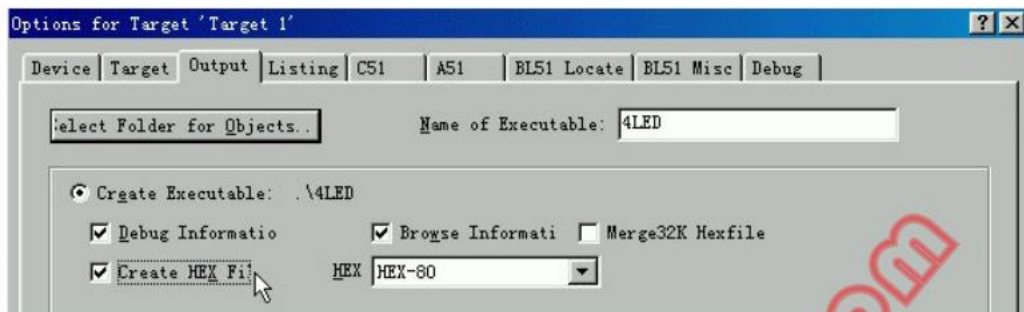 Options for Target 'Target 1'
Device Target Output Listing C51 A51 BL51 Locate BL51 Misc Debug
elect Folder for Objects.. Name of Executable: 4LED
Create Executable: .\4LED
Debug Informatio Browse Informati Merge32K Hexfile
Create HEX Fil HEX HEX-80
om